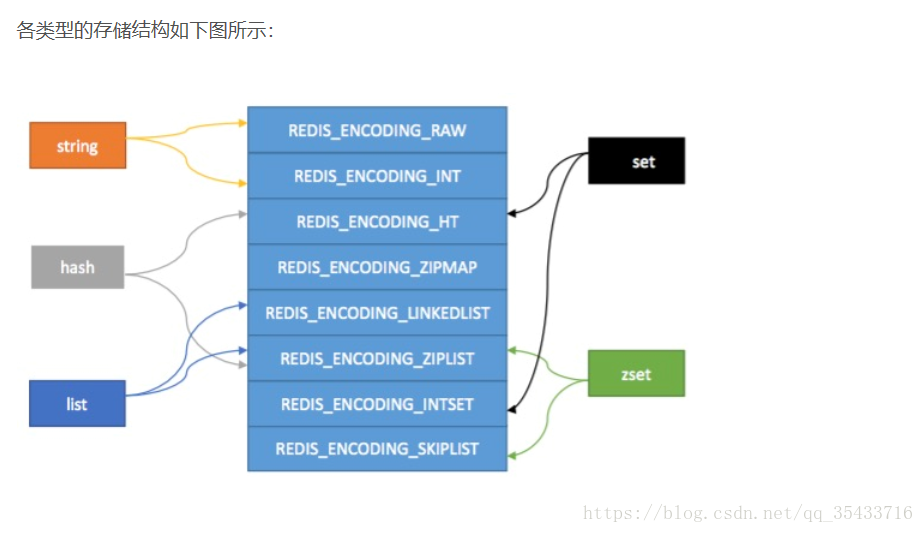 各类型的存储结构如下图所示：
string
hash
list
REDIS_ENCODING_RAW
REDIS_ENCODING_INT
REDIS_ENCODING_HT
REDIS_ENCODING_ZIPMAP
REDIS_ENCODING_LINKEDLIST
REDIS_ENCODING_ZIPLIST
REDIS_ENCODING_INTSET
REDIS_ENCODING_SKIPLIST
set
zset
https://blog.csdn.net/qq_35433716